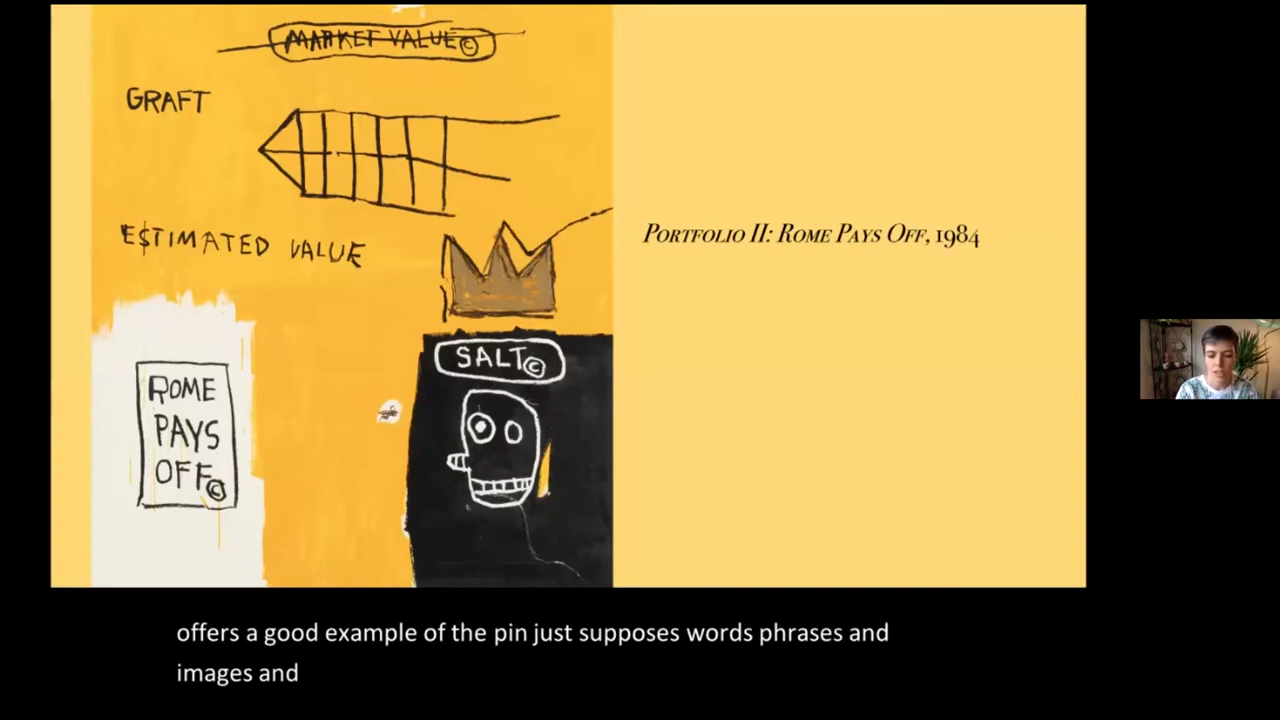 MARKET VALUE©
GRAFT
E$TIMATED VALUE
SALT©
ROME
PAYS
OFF©
Portfolio II: Rome Pays Off, 1984
offers a good example of the pin just supposes words phrases and
images and